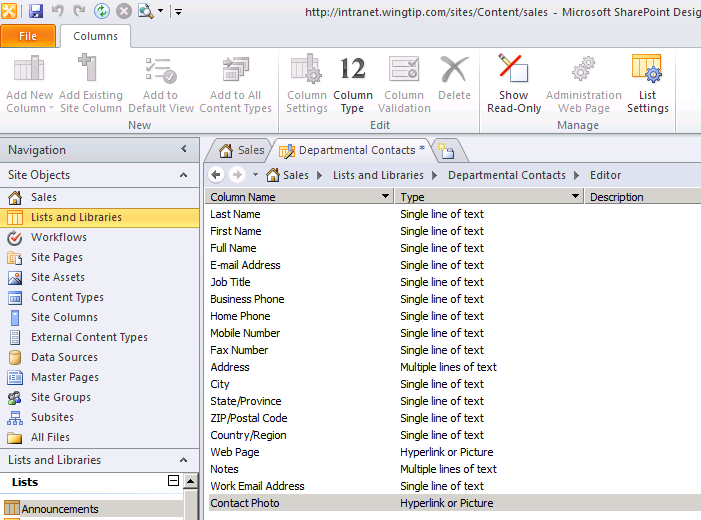 http://intranet.wingtip.com/sites/Content/sales - Microsoft SharePoint Desig
File Columns
Add New Column
Add Existing Site Column
Add to Default View
Add to All Content Types
Column Settings
12
Column Type
Column Validation
Delete
Show Read-Only
Administration Web Page
List Settings
New Edit Manage
Navigation
Site Objects
Sales
Lists and Libraries
Workflows
Site Pages
Site Assets
Content Types
Site Columns
External Content Types
Data Sources
Master Pages
Site Groups
Subsites
All Files
Lists and Libraries
Lists
Announcements
Sales Departmental Contacts *
Sales Lists and Libraries Departmental Contacts Editor
Column Name Type Description
Last Name Single line of text
First Name Single line of text
Full Name Single line of text
E-mail Address Single line of text
Job Title Single line of text
Business Phone Single line of text
Home Phone Single line of text
Mobile Number Single line of text
Fax Number Single line of text
Address Multiple lines of text
City Single line of text
State/Province Single line of text
ZIP/Postal Code Single line of text
Country/Region Single line of text
Web Page Hyperlink or Picture
Notes Multiple lines of text
Work Email Address Single line of text
Contact Photo Hyperlink or Picture